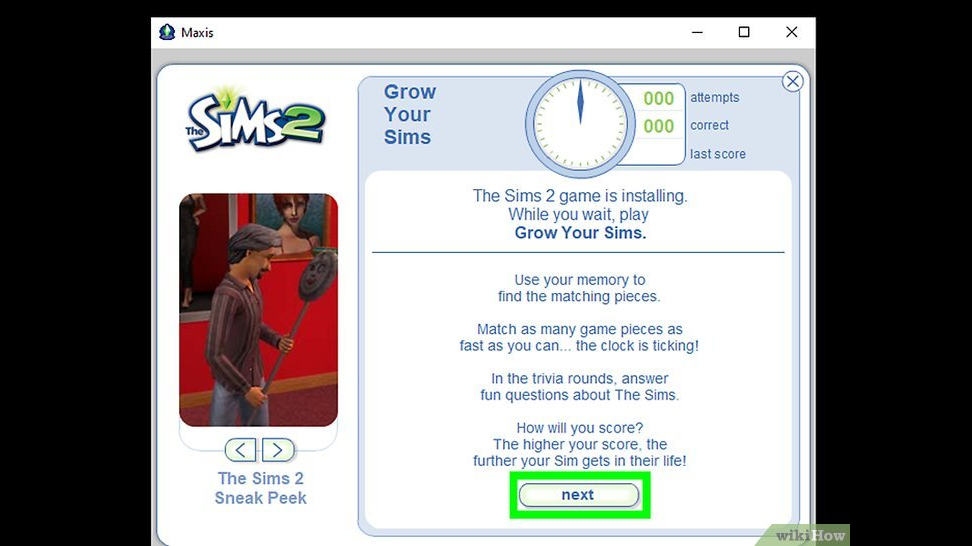 Maxis
The Sims 2
Grow
Your
Sims
000 attempts
000 correct
last score
The Sims 2 game is installing.
While you wait, play
Grow Your Sims.
Use your memory to
find the matching pieces.
Match as many game pieces as
fast as you can... the clock is ticking!
In the trivia rounds, answer
fun questions about The Sims.
How will you score?
The higher your score, the
further your Sim gets in their life!
next
The Sims 2
Sneak Peek
wikiHow